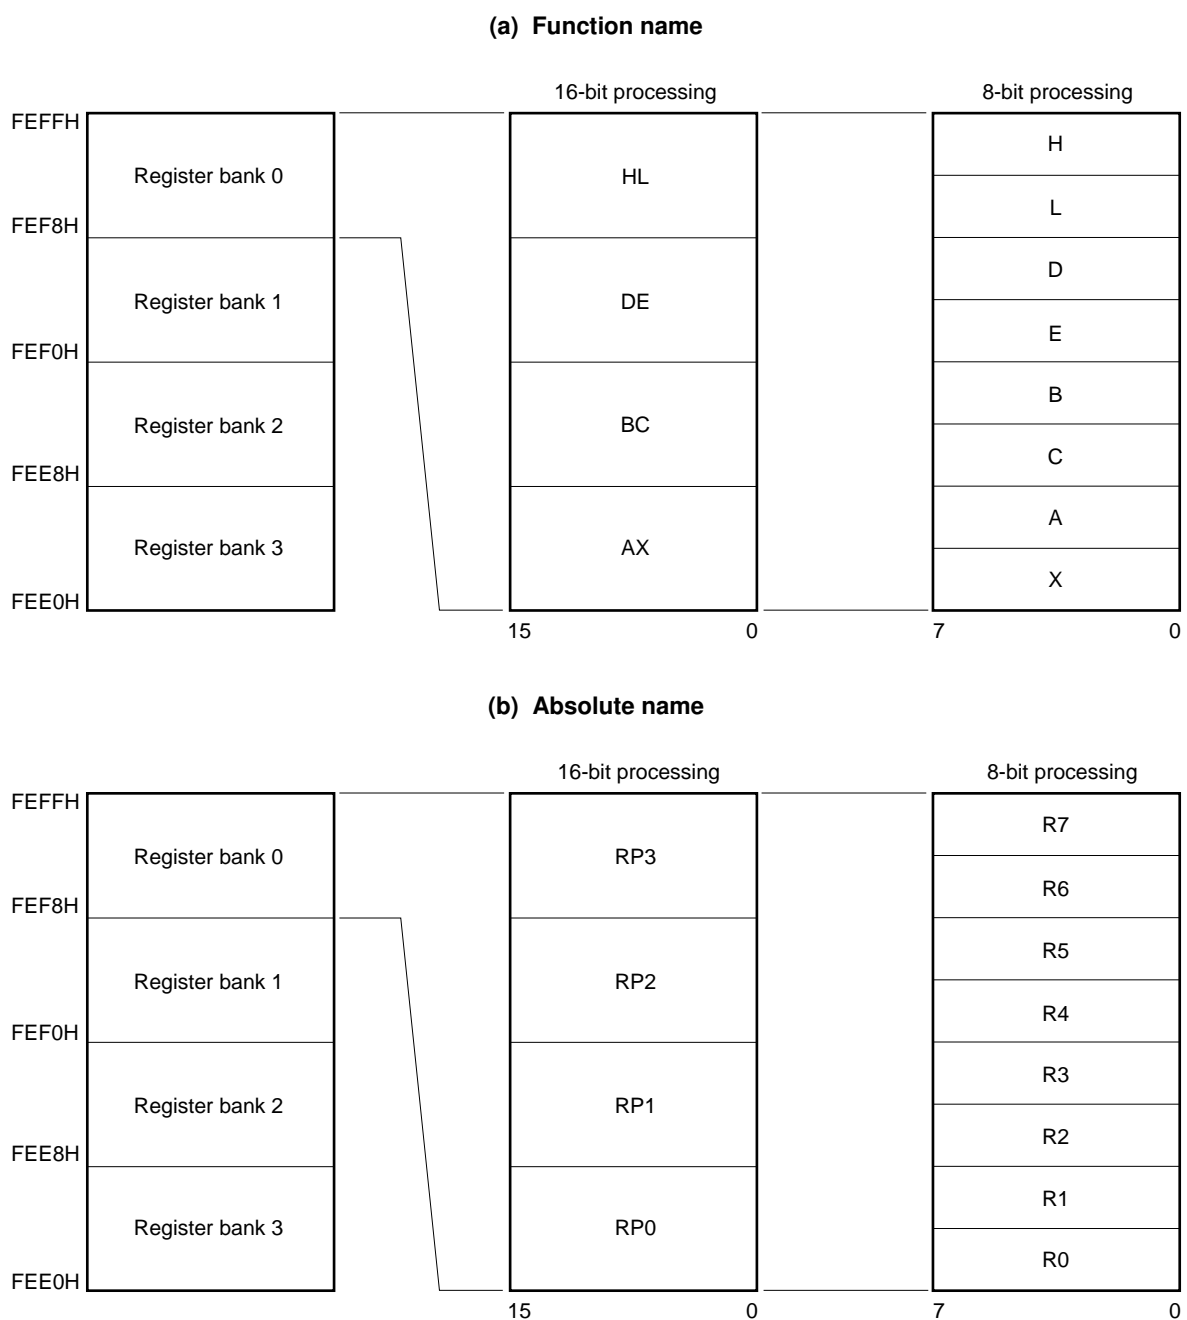 (a) Function name
16-bit processing 8-bit processing
FEFFH
H
Register bank 0 HL
L
FEF8H
D
Register bank 1 DE
E
FEF0H
B
Register bank 2 BC
C
FEE8H
A
Register bank 3 AX
X
FEE0H
15 0 7 0
(b) Absolute name
16-bit processing 8-bit processing
FEFFH
R7
Register bank 0 RP3
R6
FEF8H
R5
Register bank 1 RP2
R4
FEF0H
R3
Register bank 2 RP1
R2
FEE8H
R1
Register bank 3 RP0
R0
FEE0H
15 0 7 0